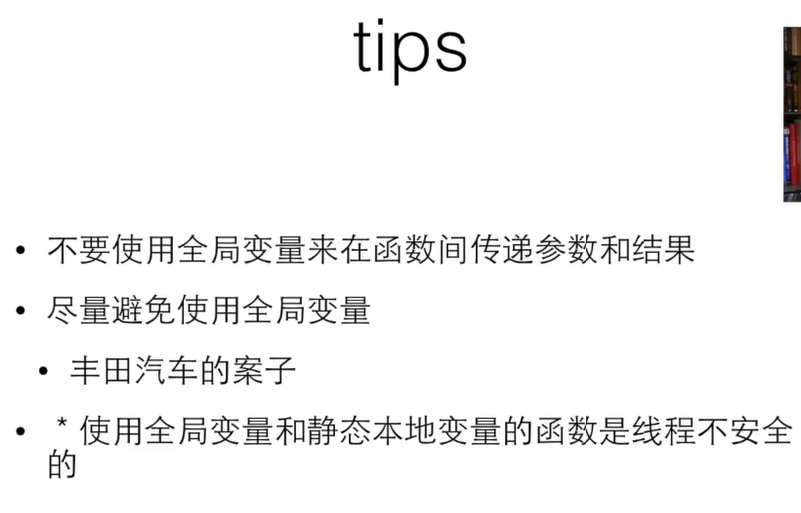 tips
• 不要使用全局变量来在函数间传递参数和结果
• 尽量避免使用全局变量
• 丰田汽车的案子
• * 使用全局变量和静态本地变量的函数是线程不安全
的